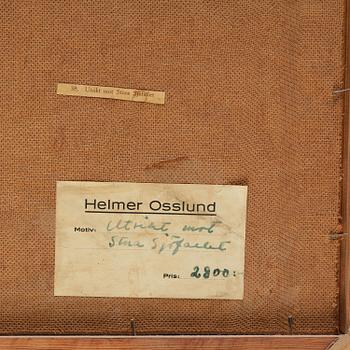 38. Utsikt mot Stora Sjöfallet
Helmer Osslund
Motiv: Utsikt mot
Stora Sjöfallet
Pris: 2800:-